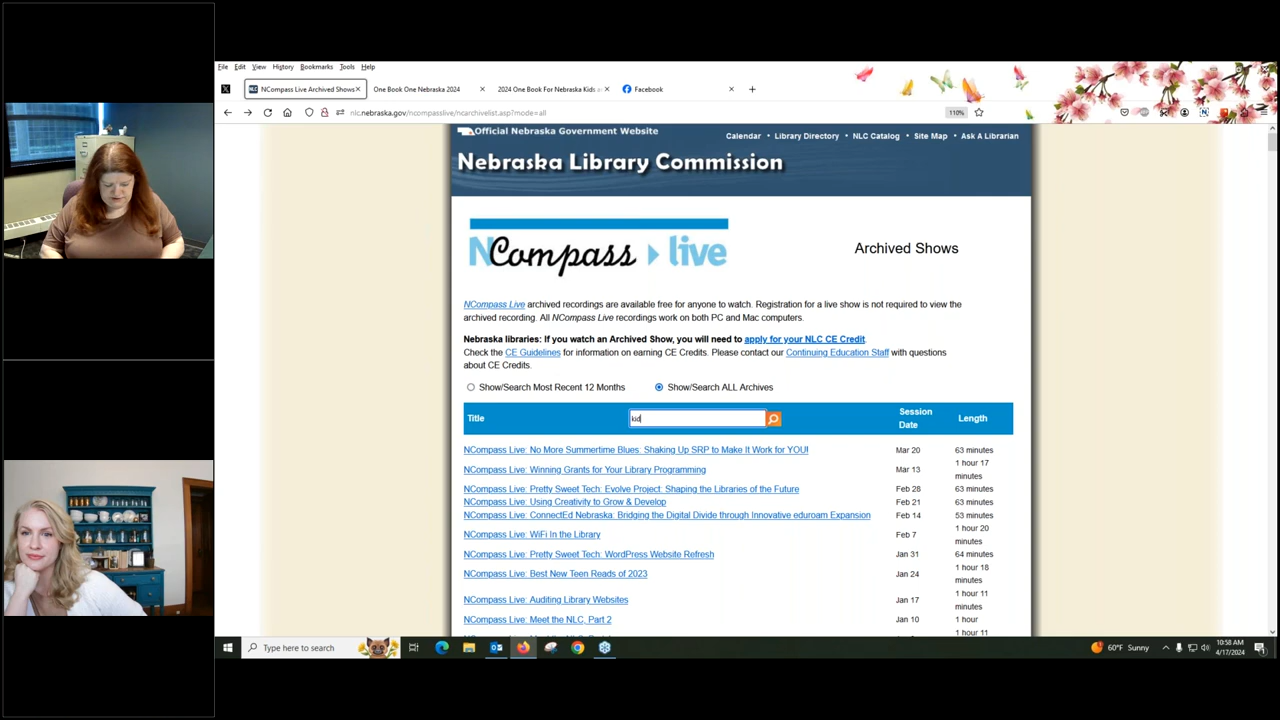 File Edit View History Bookmarks Tools Help
NC NCompass Live Archived Shows
One Book One Nebraska 2024
2024 One Book For Nebraska Kids
Facebook
nlc.nebraska.gov/ncompasslive/ncarchivelist.asp?mode=all
110%
Official Nebraska Government Website
Calendar • Library Directory • NLC Catalog • Site Map • Ask A Librarian
Nebraska Library Commission
NCompass live
Archived Shows
NCompass Live archived recordings are available free for anyone to watch. Registration for a live show is not required to view the
archived recording. All NCompass Live recordings work on both PC and Mac computers.
Nebraska libraries: If you watch an Archived Show, you will need to apply for your NLC CE Credit.
Check the CE Guidelines for information on earning CE Credits. Please contact our Continuing Education Staff with questions
about CE Credits.
Show/Search Most Recent 12 Months Show/Search ALL Archives
Title kid Session Date Length
NCompass Live: No More Summertime Blues: Shaking Up SRP to Make It Work for YOU! Mar 20 63 minutes
NCompass Live: Winning Grants for Your Library Programming Mar 13 1 hour 17 minutes
NCompass Live: Pretty Sweet Tech: Evolve Project: Shaping the Libraries of the Future Feb 28 63 minutes
NCompass Live: Using Creativity to Grow & Develop Feb 21 63 minutes
NCompass Live: ConnectEd Nebraska: Bridging the Digital Divide through Innovative eduroam Expansion Feb 14 53 minutes
NCompass Live: WiFi In the Library Feb 7 1 hour 20 minutes
NCompass Live: Pretty Sweet Tech: WordPress Website Refresh Jan 31 64 minutes
NCompass Live: Best New Teen Reads of 2023 Jan 24 1 hour 18 minutes
NCompass Live: Auditing Library Websites Jan 17 1 hour 11 minutes
NCompass Live: Meet the NLC, Part 2 Jan 10 1 hour
1 hour 11
Type here to search
60°F Sunny
10:58 AM
4/17/2024